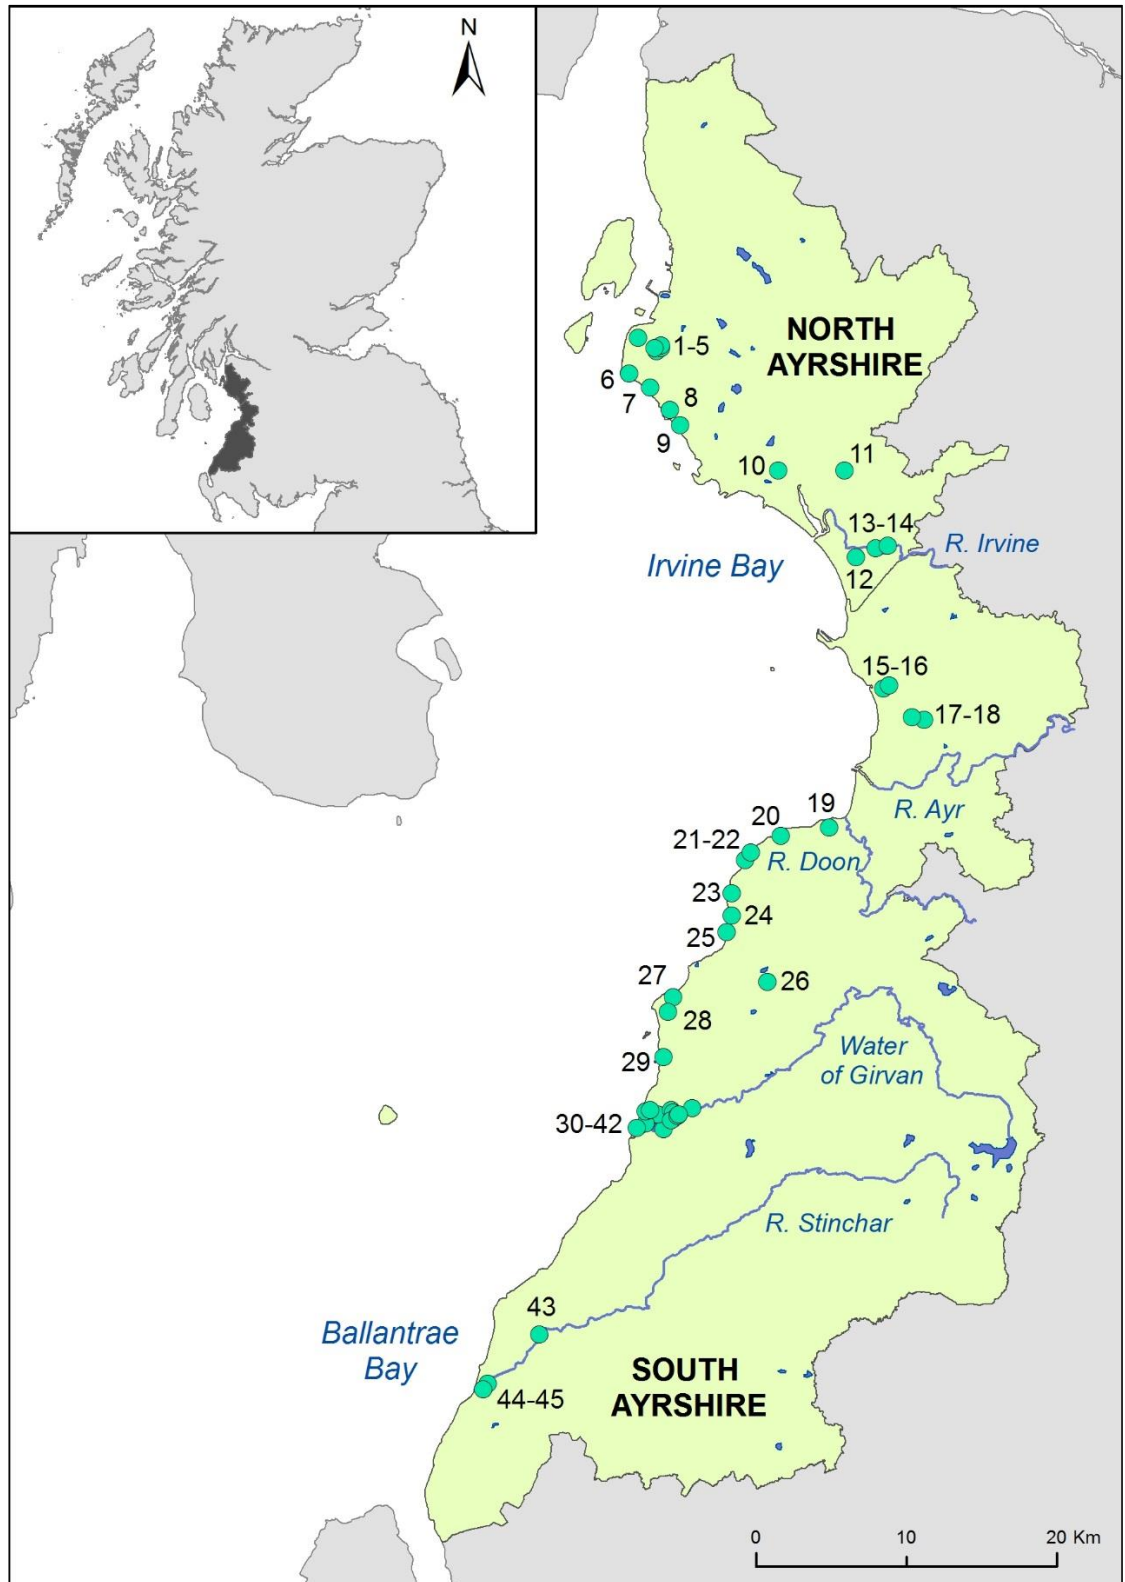 N
NORTH
AYRSHIRE
1-5
6
7
8
9
10
11
13-14
R. Irvine
Irvine Bay
12
15-16
17-18
19
20
R. Ayr
21-22
R. Doon
23
24
25
26
27
28
Water
of Girvan
29
30-42
R. Stinchar
43
Ballantrae
Bay
SOUTH
AYRSHIRE
44-45
0 10 20 Km